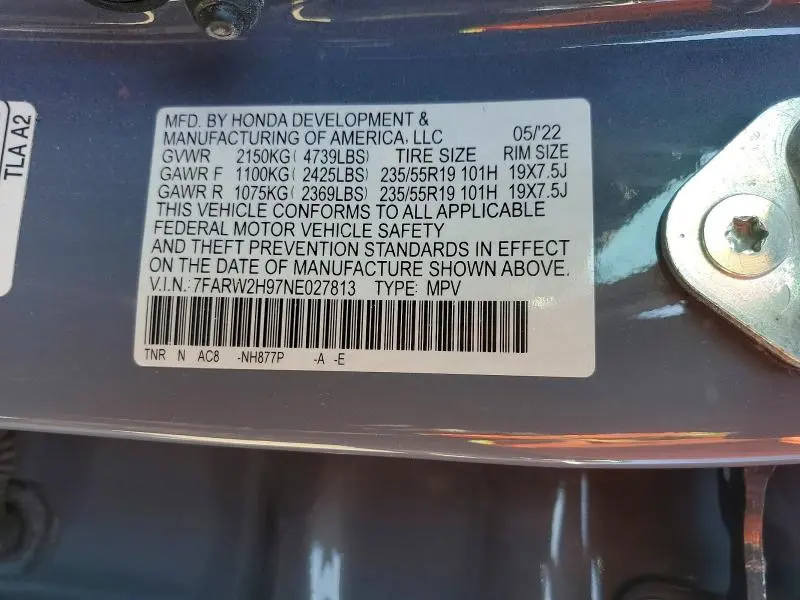 TLA A2
MFD. BY HONDA DEVELOPMENT &
MANUFACTURING OF AMERICA, LLC 05/'22
GVWR 2150KG( 4739LBS) TIRE SIZE RIM SIZE
GAWR F 1100KG( 2425LBS) 235/55R19 101H 19X7.5J
GAWR R 1075KG( 2369LBS) 235/55R19 101H 19X7.5J
THIS VEHICLE CONFORMS TO ALL APPLICABLE
FEDERAL MOTOR VEHICLE SAFETY
AND THEFT PREVENTION STANDARDS IN EFFECT
ON THE DATE OF MANUFACTURE SHOWN ABOVE.
V.I.N.:7FARW2H97NE027813 TYPE: MPV
TNR N AC8 -NH877P -A -E